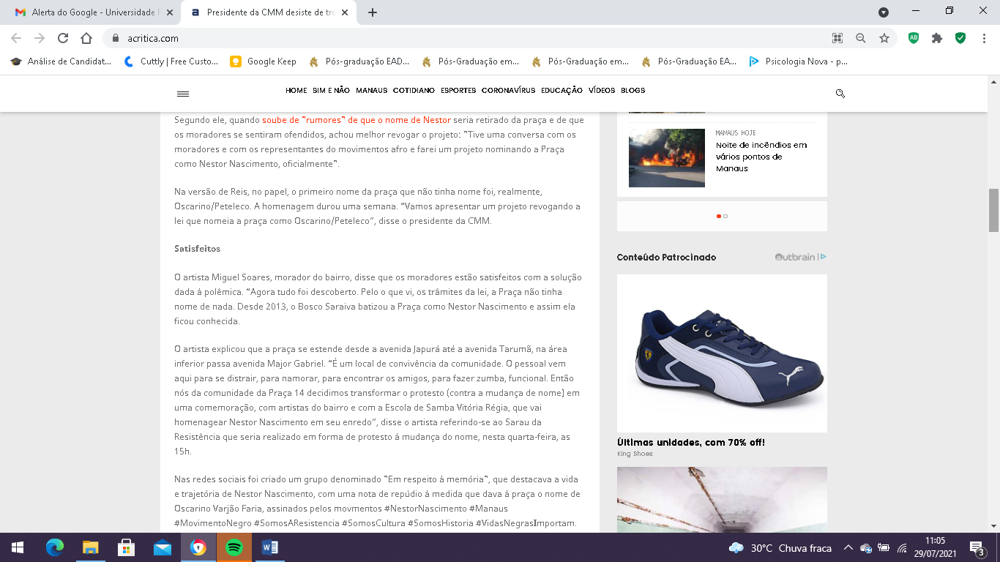 Alerta do Google - Universidade F
Presidente da CMM desiste de tro
acritica.com
Análise de Candidat...
Cuttly | Free Custo...
Google Keep
Pós-graduação EAD...
Pós-Graduação em...
Pós-Graduação em...
Pós-Graduação EA...
Psicologia Nova - p...
HOME SIM E NÃO MANAUS COTIDIANO ESPORTES CORONAVÍRUS EDUCAÇÃO VÍDEOS BLOGS
Segundo ele, quando soube de "rumores" de que o nome de Nestor seria retirado da praça e de que
os moradores se sentiram ofendidos, achou melhor revogar o projeto: "Tive uma conversa com os
moradores e com os representantes do movimentos afro e farei um projeto nominando a Praça
como Nestor Nascimento, oficialmente".
Na versão de Reis, no papel, o primeiro nome da praça que não tinha nome foi, realmente,
Oscarino/Peteleco. A homenagem durou uma semana. “Vamos apresentar um projeto revogando a
lei que nomeia a praça como Oscarino/Peteleco”, disse o presidente da CMM.
Satisfeitos
O artista Miguel Soares, morador do bairro, disse que os moradores estão satisfeitos com a solução
dada à polêmica. “Agora tudo foi descoberto. Pelo o que vi, os trâmites da lei, a Praça não tinha
nome de nada. Desde 2013, o Bosco Saraiva batizou a Praça como Nestor Nascimento e assim ela
ficou conhecida.
O artista explicou que a praça se estende desde a avenida Japurá até a avenida Tarumã, na área
inferior passa avenida Major Gabriel. “É um local de convivência da comunidade. O pessoal vem
aqui para se distrair, para namorar, para encontrar os amigos, para fazer zumba, funcional. Então
nós da comunidade da Praça 14 decidimos transformar o protesto (contra a mudança de nome) em
uma comemoração, com artistas do bairro e com a Escola de Samba Vitória Régia, que vai
homenagear Nestor Nascimento em seu enredo”, disse o artista referindo-se ao Sarau da
Resistência que seria realizado em forma de protesto à mudança do nome, nesta quarta-feira, as
15h.
Nas redes sociais foi criado um grupo denominado "Em respeito à memória", que destacava a vida
e trajetória de Nestor Nascimento, com uma nota de repúdio à medida que dava à praça o nome de
Oscarino Varjão Faria, assinados pelos movmentos #NestorNascimento #Manaus
#MovimentoNegro #SomosAResistencia #SomosCultura #SomosHistoria #VidasNegrasImportam.
MANAUS HOJE
Noite de incêndios em
vários pontos de
Manaus
Conteúdo Patrocinado
Outbrain
Últimas unidades, com 70% off!
King Shoes
30°C Chuva fraca
11:05
29/07/2021
3